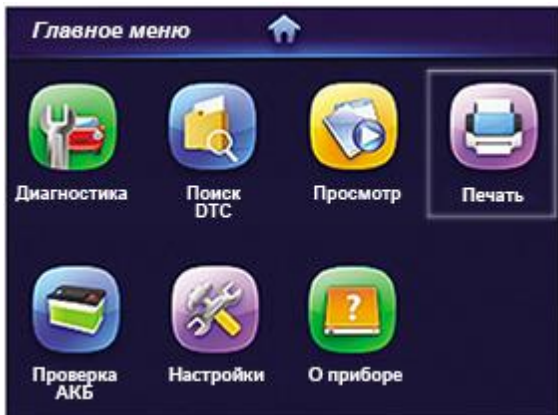 Главное меню
Диагностика
Поиск
DTC
Просмотр
Печать
Проверка
АКБ
Настройки
О приборе
?